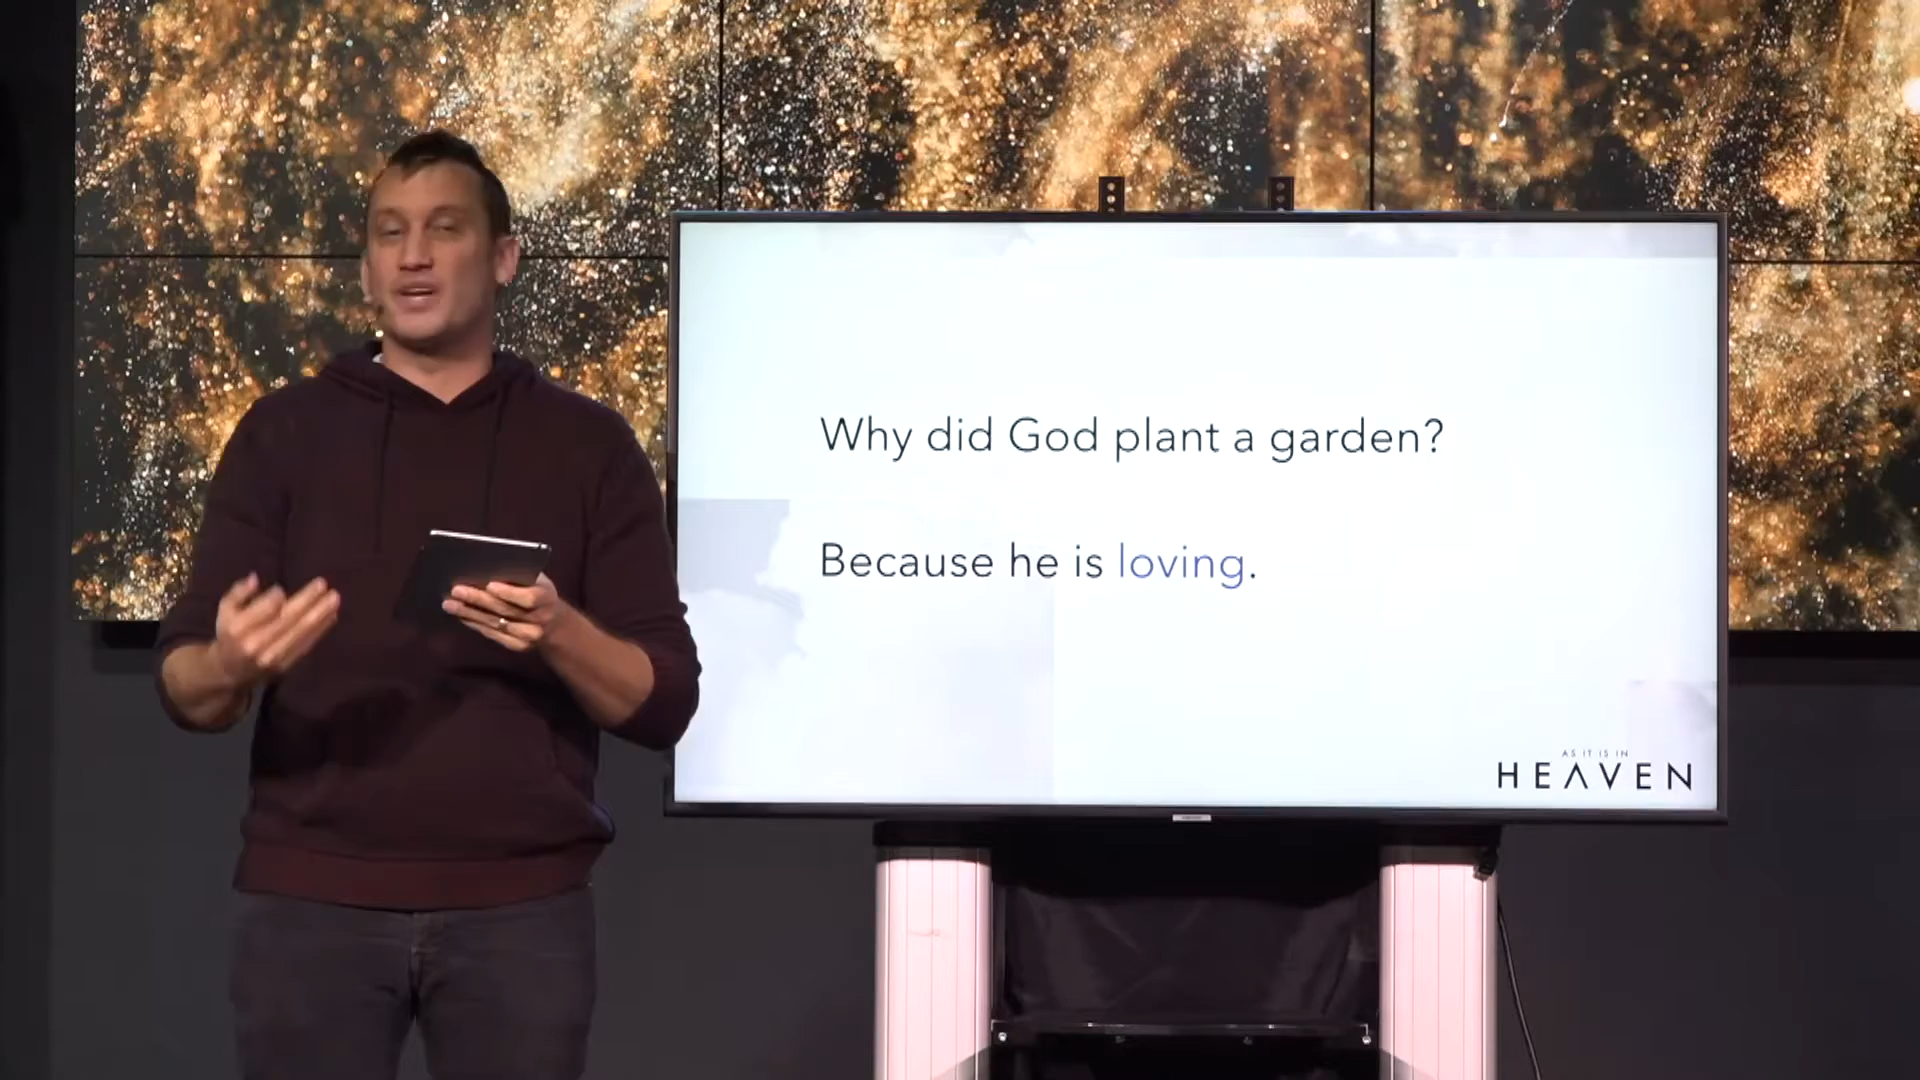 Why did God plant a garden?
Because he is loving.
AS IT IS IN
HEAVEN